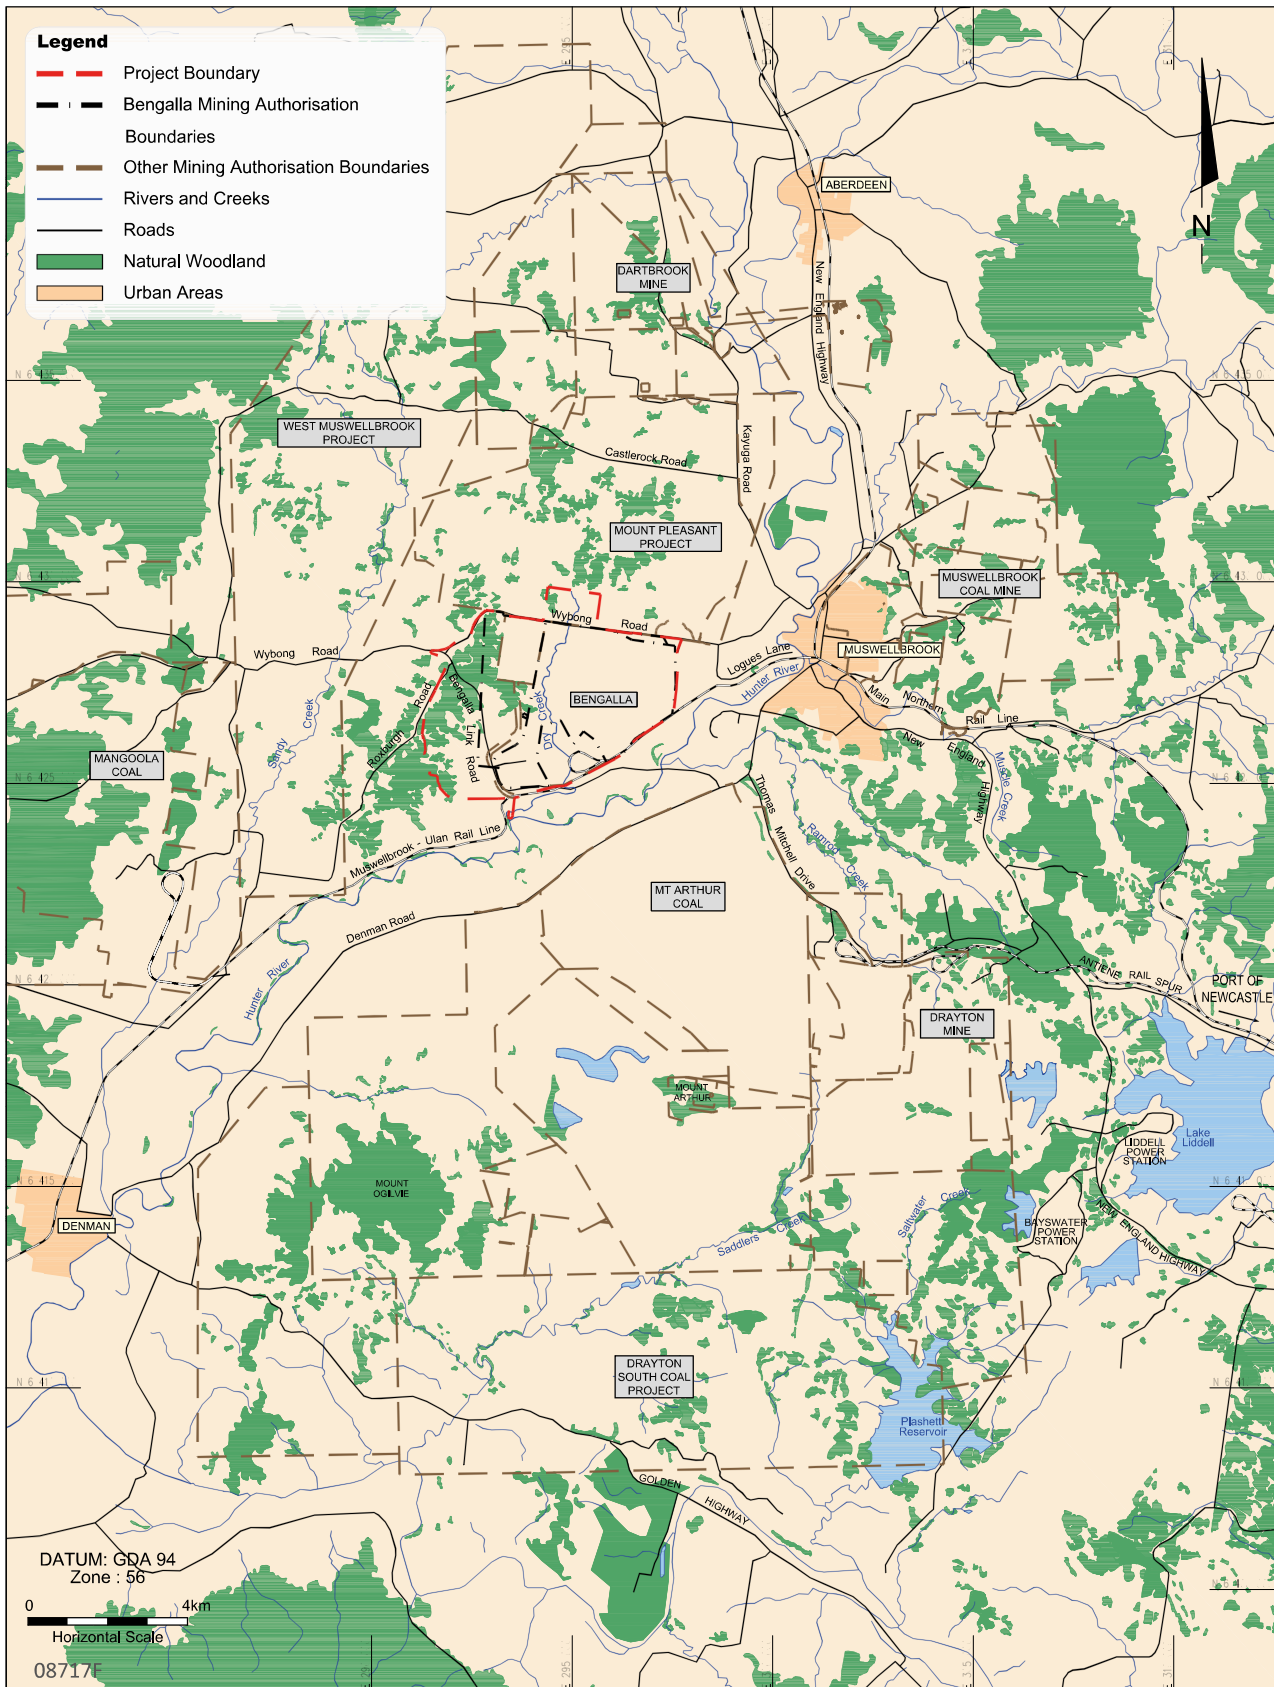 Legend
Project Boundary
Bengalla Mining Authorisation
Boundaries
Other Mining Authorisation Boundaries
Rivers and Creeks
Roads
Natural Woodland
Urban Areas
ABERDEEN
N
DARTBROOK
MINE
New England Highway
WEST MUSWELLBROOK
PROJECT
Castlerock Road
Kayuga Road
MOUNT PLEASANT
PROJECT
MUSWELLBROOK
COAL MINE
Wybong Road
Wybong Road
MUSWELLBROOK
Logues Lane
Hunter River
Main Northern Rail Line
New England Highway
Muscle Creek
Bengalla Link Road
Roxburgh Road
BENGALLA
Dry Creek
Sandy Creek
MANGOOLA
COAL
Muswellbrook - Ulan Rail Line
Thomas Mitchell Drive
Ramrod Creek
MT ARTHUR
COAL
Denman Road
Hunter River
ANTIENE RAIL SPUR
PORT OF
NEWCASTLE
DRAYTON
MINE
MOUNT
ARTHUR
Lake
Liddell
LIDDELL
POWER
STATION
MOUNT
OGILVIE
DENMAN
Saddlers Creek
Saltwater Creek
BAYSWATER
POWER
STATION
NEW ENGLAND HIGHWAY
DRAYTON
SOUTH COAL
PROJECT
Plashett
Reservoir
GOLDEN HIGHWAY
DATUM: GDA 94
Zone : 56
0 4km
Horizontal Scale
08717F